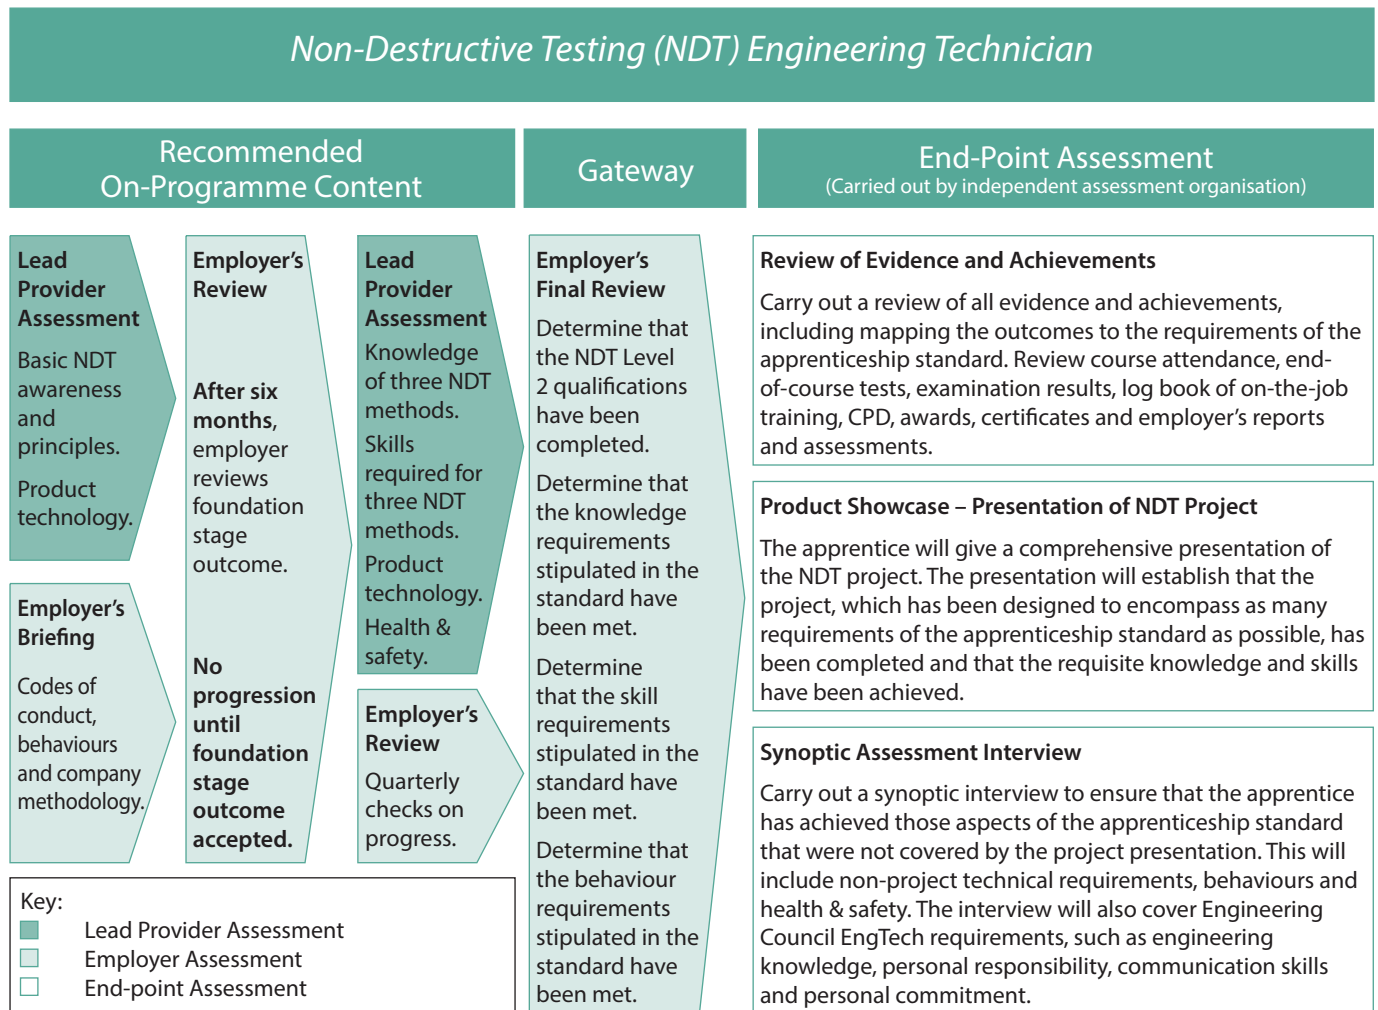 Non-Destructive Testing (NDT) Engineering Technician
Recommended
On-Programme Content
Gateway
End-Point Assessment
(Carried out by independent assessment organisation)
Lead
Provider
Assessment
Basic NDT
awareness
and
principles.
Product
technology.
Employer's
Briefing
Codes of
conduct,
behaviours
and company
methodology.
Employer's
Review
After six
months,
employer
reviews
foundation
stage
outcome.
No
progression
until
foundation
stage
outcome
accepted.
Lead
Provider
Assessment
Knowledge
of three NDT
methods.
Skills
required for
three NDT
methods.
Product
technology.
Health &
safety.
Employer's
Review
Quarterly
checks on
progress.
Employer's
Final Review
Determine that
the NDT Level
2 qualifications
have been
completed.
Determine that
the knowledge
requirements
stipulated in the
standard have
been met.
Determine
that the skill
requirements
stipulated in the
standard have
been met.
Determine that
the behaviour
requirements
stipulated in the
standard have
been met.
Review of Evidence and Achievements
Carry out a review of all evidence and achievements,
including mapping the outcomes to the requirements of the
apprenticeship standard. Review course attendance, end-
of-course tests, examination results, log book of on-the-job
training, CPD, awards, certificates and employer's reports
and assessments.
Product Showcase – Presentation of NDT Project
The apprentice will give a comprehensive presentation of
the NDT project. The presentation will establish that the
project, which has been designed to encompass as many
requirements of the apprenticeship standard as possible, has
been completed and that the requisite knowledge and skills
have been achieved.
Synoptic Assessment Interview
Carry out a synoptic interview to ensure that the apprentice
has achieved those aspects of the apprenticeship standard
that were not covered by the project presentation. This will
include non-project technical requirements, behaviours and
health & safety. The interview will also cover Engineering
Council EngTech requirements, such as engineering
knowledge, personal responsibility, communication skills
and personal commitment.
Key:
Lead Provider Assessment
Employer Assessment
End-point Assessment